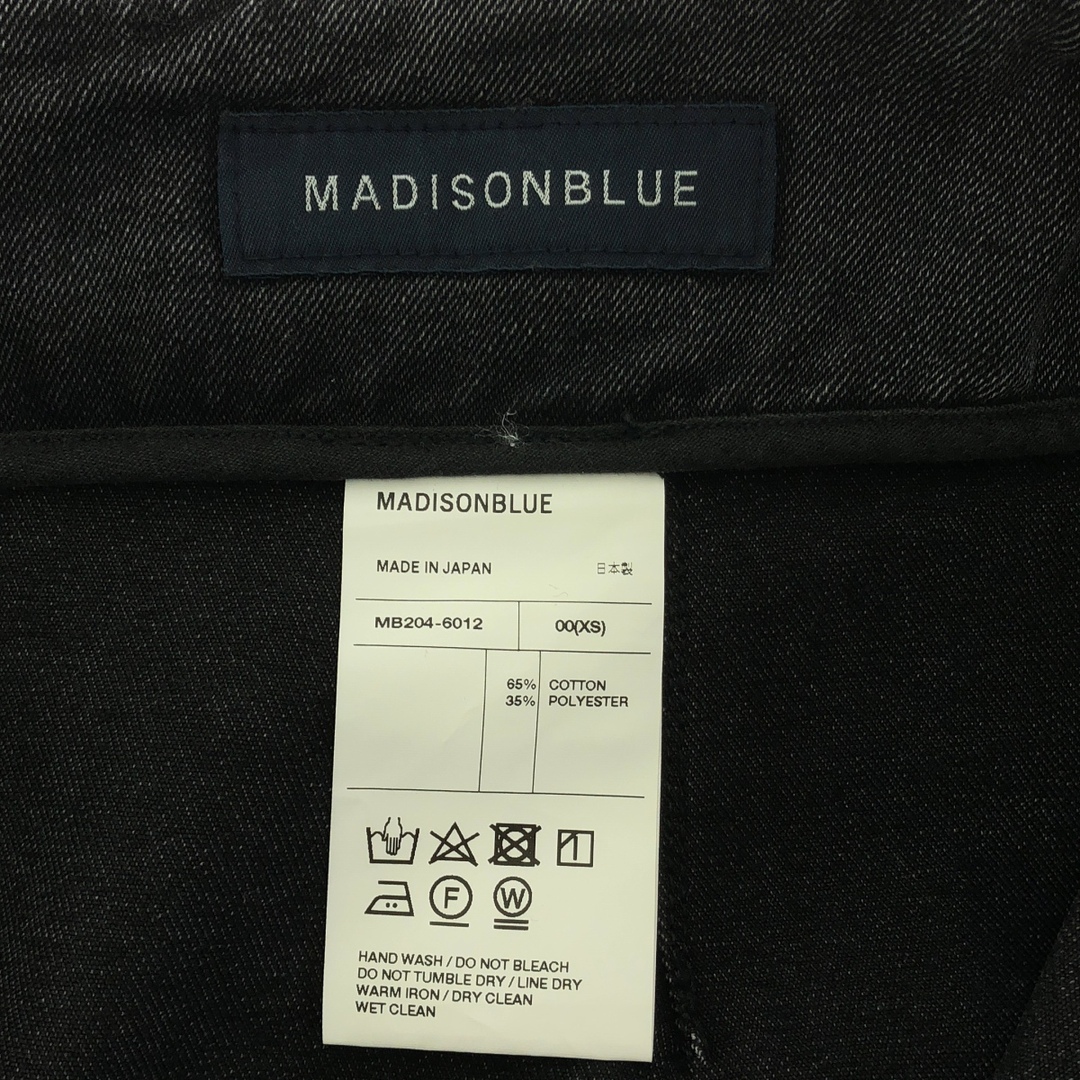 MADISONBLUE
MADISONBLUE
MADE IN JAPAN 日本製
MB204-6012 00(XS)
65% COTTON
35% POLYESTER
F W
HAND WASH / DO NOT BLEACH
DO NOT TUMBLE DRY / LINE DRY
WARM IRON / DRY CLEAN
WET CLEAN